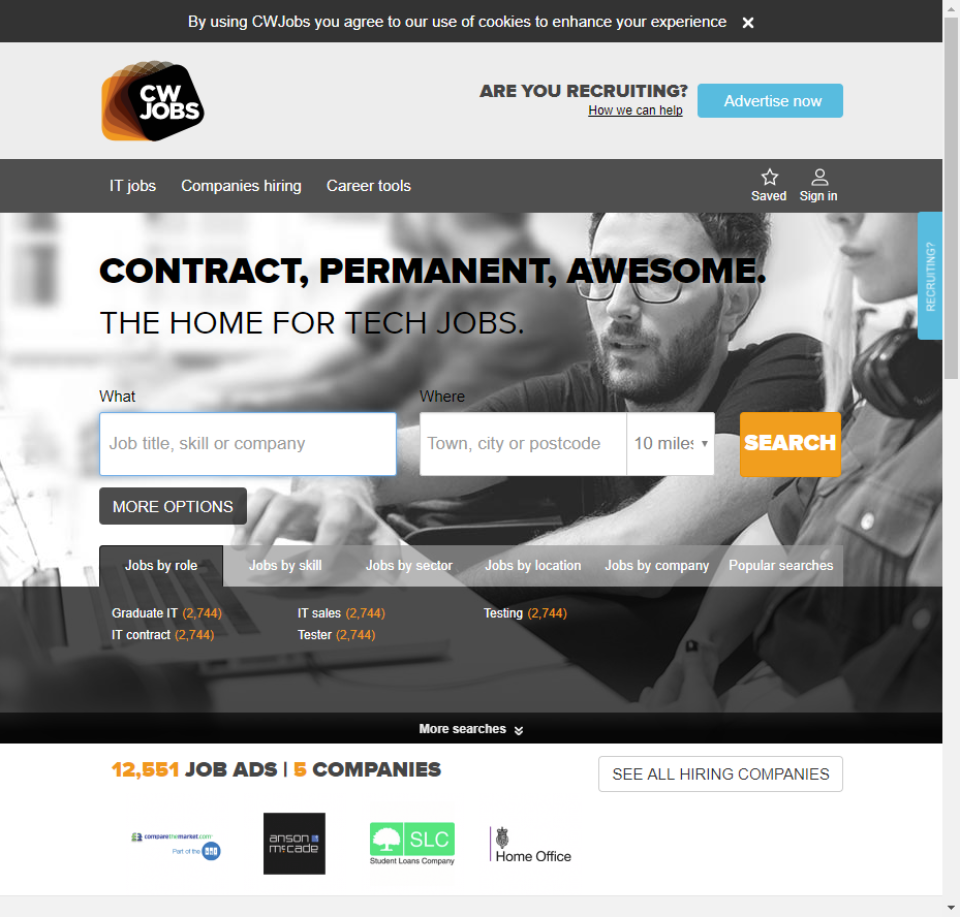 By using CWJobs you agree to our use of cookies to enhance your experience ×
CW
JOBS
ARE YOU RECRUITING?
How we can help
Advertise now
IT jobs Companies hiring Career tools
Saved Sign in
RECRUITING?
CONTRACT, PERMANENT, AWESOME.
THE HOME FOR TECH JOBS.
What Where
Job title, skill or company Town, city or postcode 10 miles SEARCH
MORE OPTIONS
Jobs by role Jobs by skill Jobs by sector Jobs by location Jobs by company Popular searches
Graduate IT (2,744) IT sales (2,744) Testing (2,744)
IT contract (2,744) Tester (2,744)
More searches
12,551 JOB ADS | 5 COMPANIES
SEE ALL HIRING COMPANIES
comparethemarket.com
Part of the
anson
mccade
SLC
Student Loans Company
Home Office